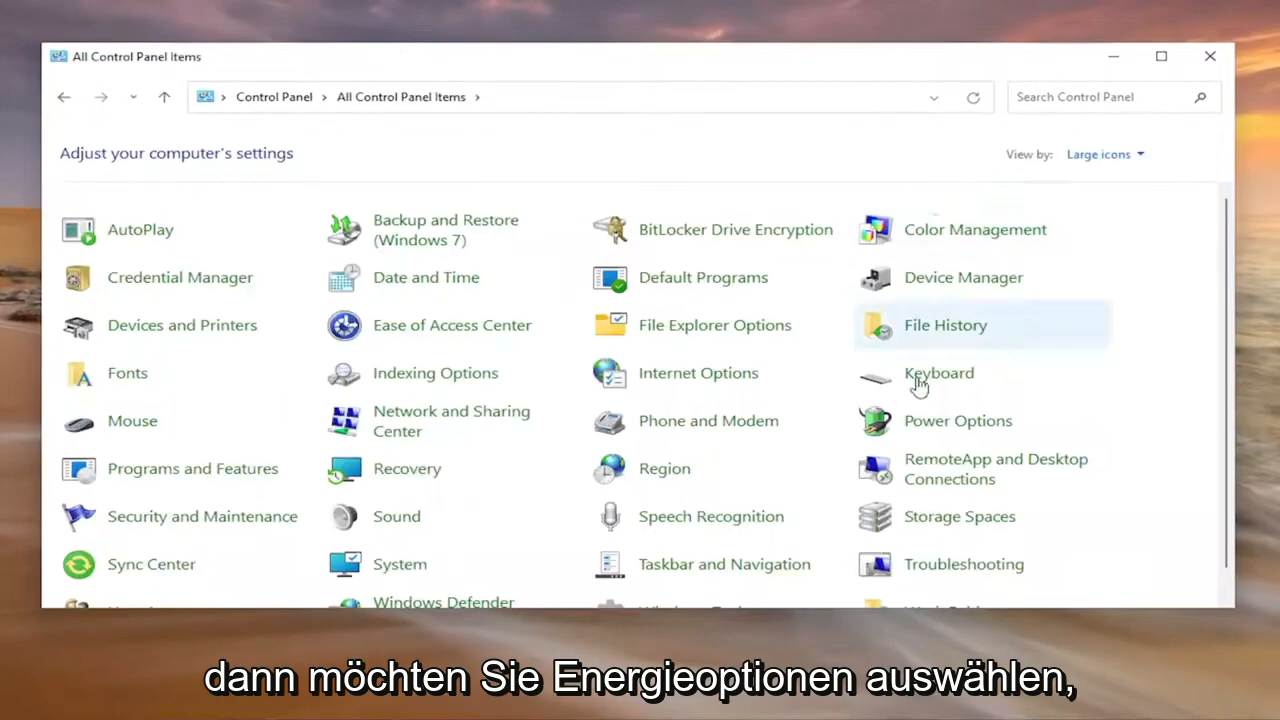 All Control Panel Items
Control Panel > All Control Panel Items >
Search Control Panel
Adjust your computer's settings
View by: Large icons
AutoPlay
Backup and Restore
(Windows 7)
BitLocker Drive Encryption
Color Management
Credential Manager
Date and Time
Default Programs
Device Manager
Devices and Printers
Ease of Access Center
File Explorer Options
File History
Fonts
Indexing Options
Internet Options
Keyboard
Mouse
Network and Sharing
Center
Phone and Modem
Power Options
Programs and Features
Recovery
Region
RemoteApp and Desktop
Connections
Security and Maintenance
Sound
Speech Recognition
Storage Spaces
Sync Center
System
Taskbar and Navigation
Troubleshooting
Windows Defender
dann möchten Sie Energieoptionen auswählen,